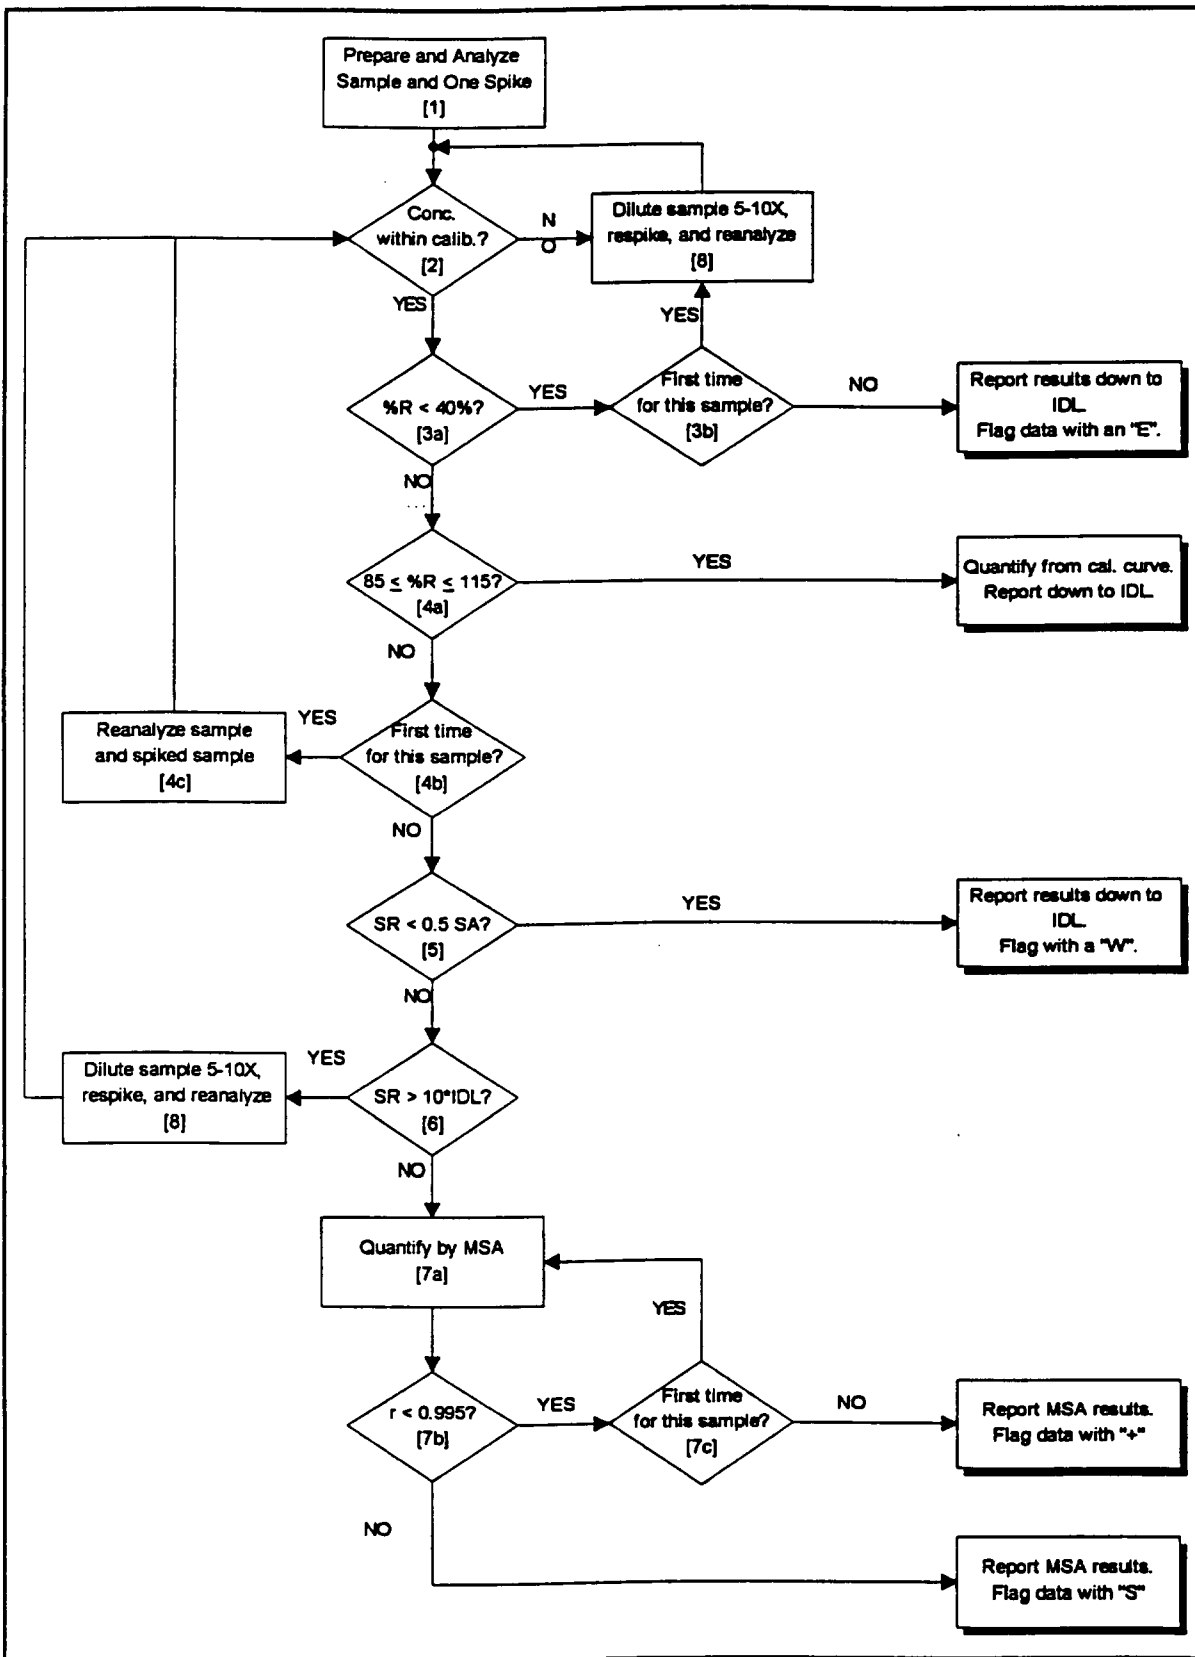 Prepare and Analyze
Sample and One Spike
[1]
Conc.
within calib.?
[2]
N
O
Dilute sample 5-10X,
respike, and reanalyze
[8]
YES
YES
%R < 40%?
[3a]
YES
First time
for this sample?
[3b]
NO
Report results down to
IDL.
Flag data with an "E".
NO
85 ≤ %R ≤ 115?
[4a]
YES
Quantify from cal. curve.
Report down to IDL.
NO
Reanalyze sample
and spiked sample
[4c]
YES
First time
for this sample?
[4b]
NO
SR < 0.5 SA?
[5]
YES
Report results down to
IDL.
Flag with a "W".
NO
Dilute sample 5-10X,
respike, and reanalyze
[8]
YES
SR > 10*IDL?
[6]
NO
Quantify by MSA
[7a]
YES
r < 0.995?
[7b]
YES
First time
for this sample?
[7c]
NO
Report MSA results.
Flag data with "+"
NO
Report MSA results.
Flag data with "S"